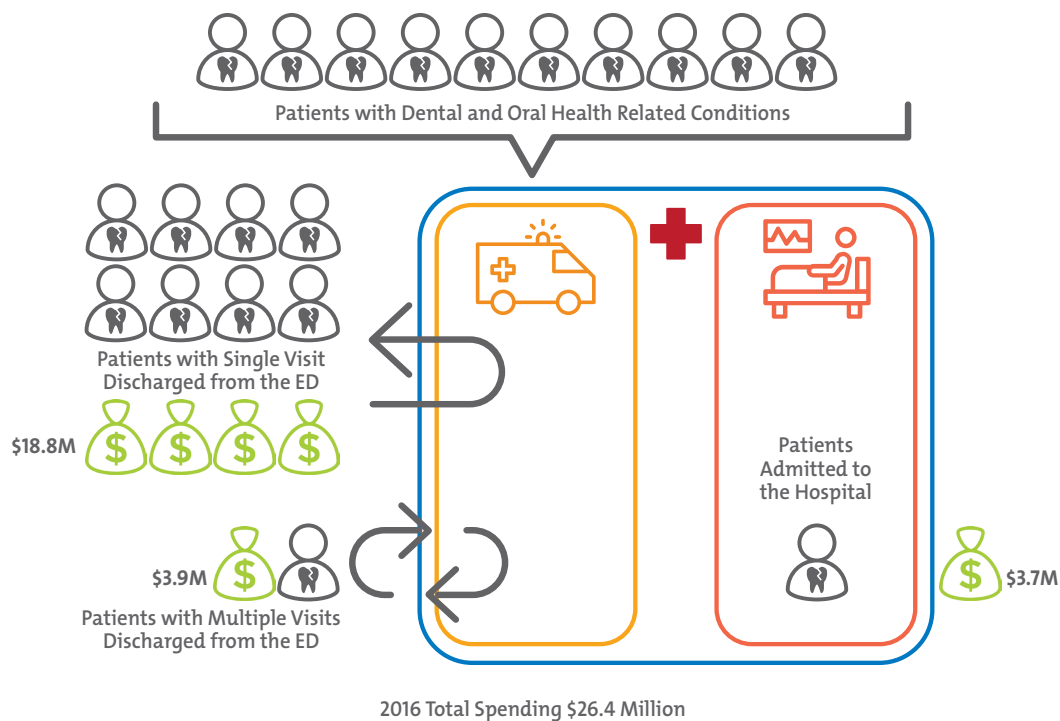 Patients with Dental and Oral Health Related Conditions
Patients with Single Visit
Discharged from the ED
$18.8M
$ $ $ $
Patients
Admitted to
the Hospital
$3.9M
$
$
$3.7M
Patients with Multiple Visits
Discharged from the ED
2016 Total Spending $26.4 Million